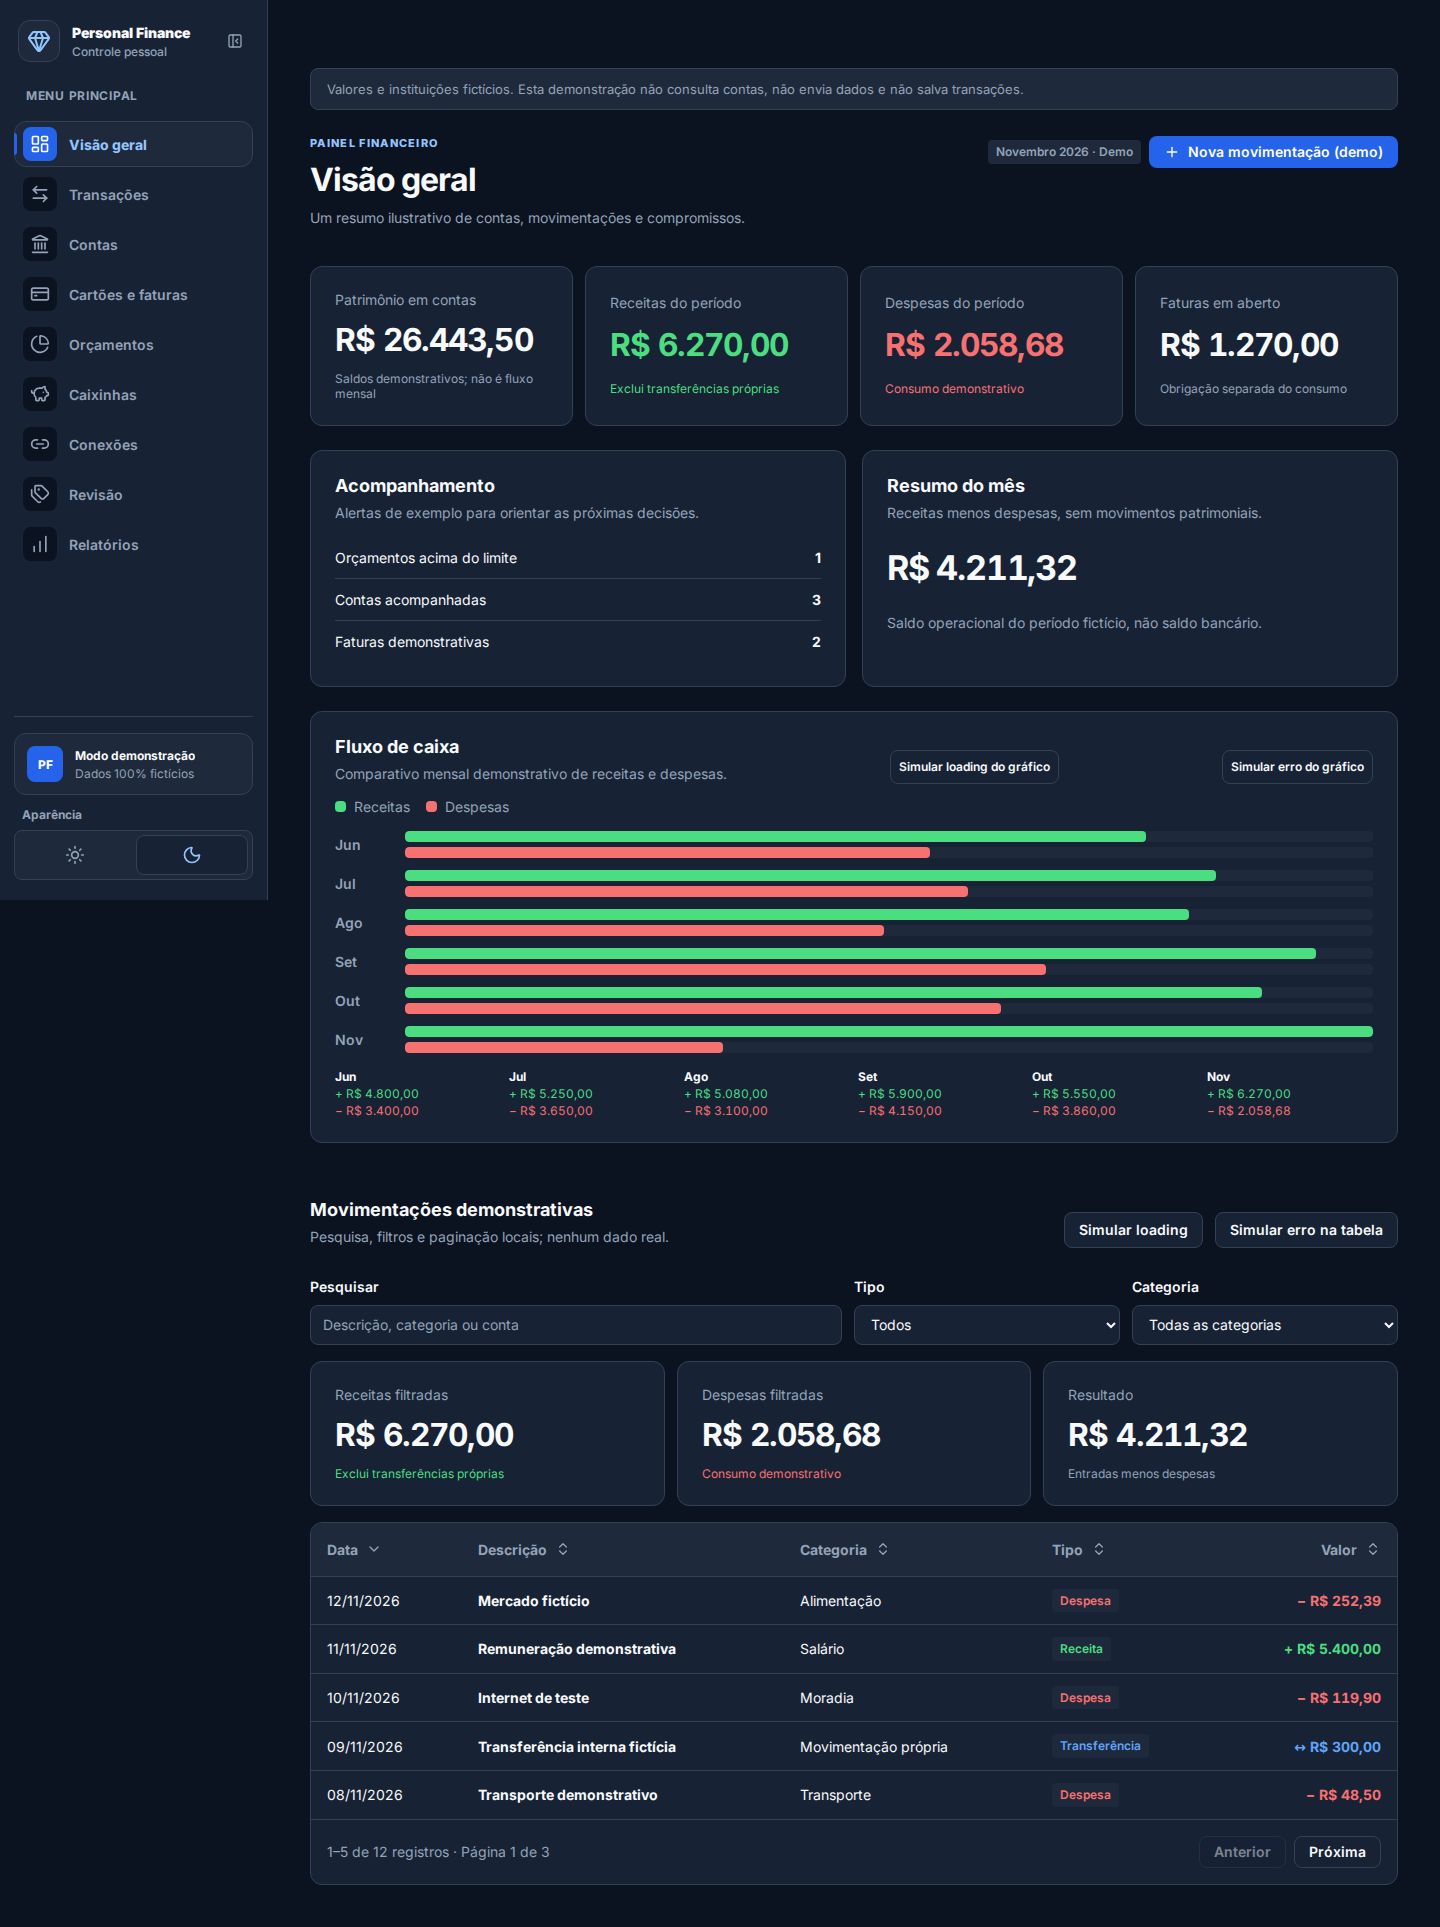 Personal Finance
Controle pessoal
MENU PRINCIPAL
Visão geral
Transações
Contas
Cartões e faturas
Orçamentos
Caixinhas
Conexões
Revisão
Relatórios
PF
Modo demonstração
Dados 100% fictícios
Aparência
Valores e instituições fictícios. Esta demonstração não consulta contas, não envia dados e não salva transações.
PAINEL FINANCEIRO
Visão geral
Um resumo ilustrativo de contas, movimentações e compromissos.
Novembro 2026 · Demo
Nova movimentação (demo)
Patrimônio em contas
R$ 26.443,50
Saldos demonstrativos; não é fluxo
mensal
Receitas do período
R$ 6.270,00
Exclui transferências próprias
Despesas do período
R$ 2.058,68
Consumo demonstrativo
Faturas em aberto
R$ 1.270,00
Obrigação separada do consumo
Acompanhamento
Alertas de exemplo para orientar as próximas decisões.
Orçamentos acima do limite 1
Contas acompanhadas 3
Faturas demonstrativas 2
Resumo do mês
Receitas menos despesas, sem movimentos patrimoniais.
R$ 4.211,32
Saldo operacional do período fictício, não saldo bancário.
Fluxo de caixa
Comparativo mensal demonstrativo de receitas e despesas.
Simular loading do gráfico
Simular erro do gráfico
Receitas Despesas
Jun
Jul
Ago
Set
Out
Nov
Jun Jul Ago Set Out Nov
+ R$ 4.800,00 + R$ 5.250,00 + R$ 5.080,00 + R$ 5.900,00 + R$ 5.550,00 + R$ 6.270,00
− R$ 3.400,00 − R$ 3.650,00 − R$ 3.100,00 − R$ 4.150,00 − R$ 3.860,00 − R$ 2.058,68
Movimentações demonstrativas
Pesquisa, filtros e paginação locais; nenhum dado real.
Simular loading
Simular erro na tabela
Pesquisar Tipo Categoria
Descrição, categoria ou conta Todos Todas as categorias
Receitas filtradas
R$ 6.270,00
Exclui transferências próprias
Despesas filtradas
R$ 2.058,68
Consumo demonstrativo
Resultado
R$ 4.211,32
Entradas menos despesas
Data Descrição Categoria Tipo Valor
12/11/2026 Mercado fictício Alimentação Despesa − R$ 252,39
11/11/2026 Remuneração demonstrativa Salário Receita + R$ 5.400,00
10/11/2026 Internet de teste Moradia Despesa − R$ 119,90
09/11/2026 Transferência interna fictícia Movimentação própria Transferência ↔ R$ 300,00
08/11/2026 Transporte demonstrativo Transporte Despesa − R$ 48,50
1–5 de 12 registros · Página 1 de 3
Anterior
Próxima